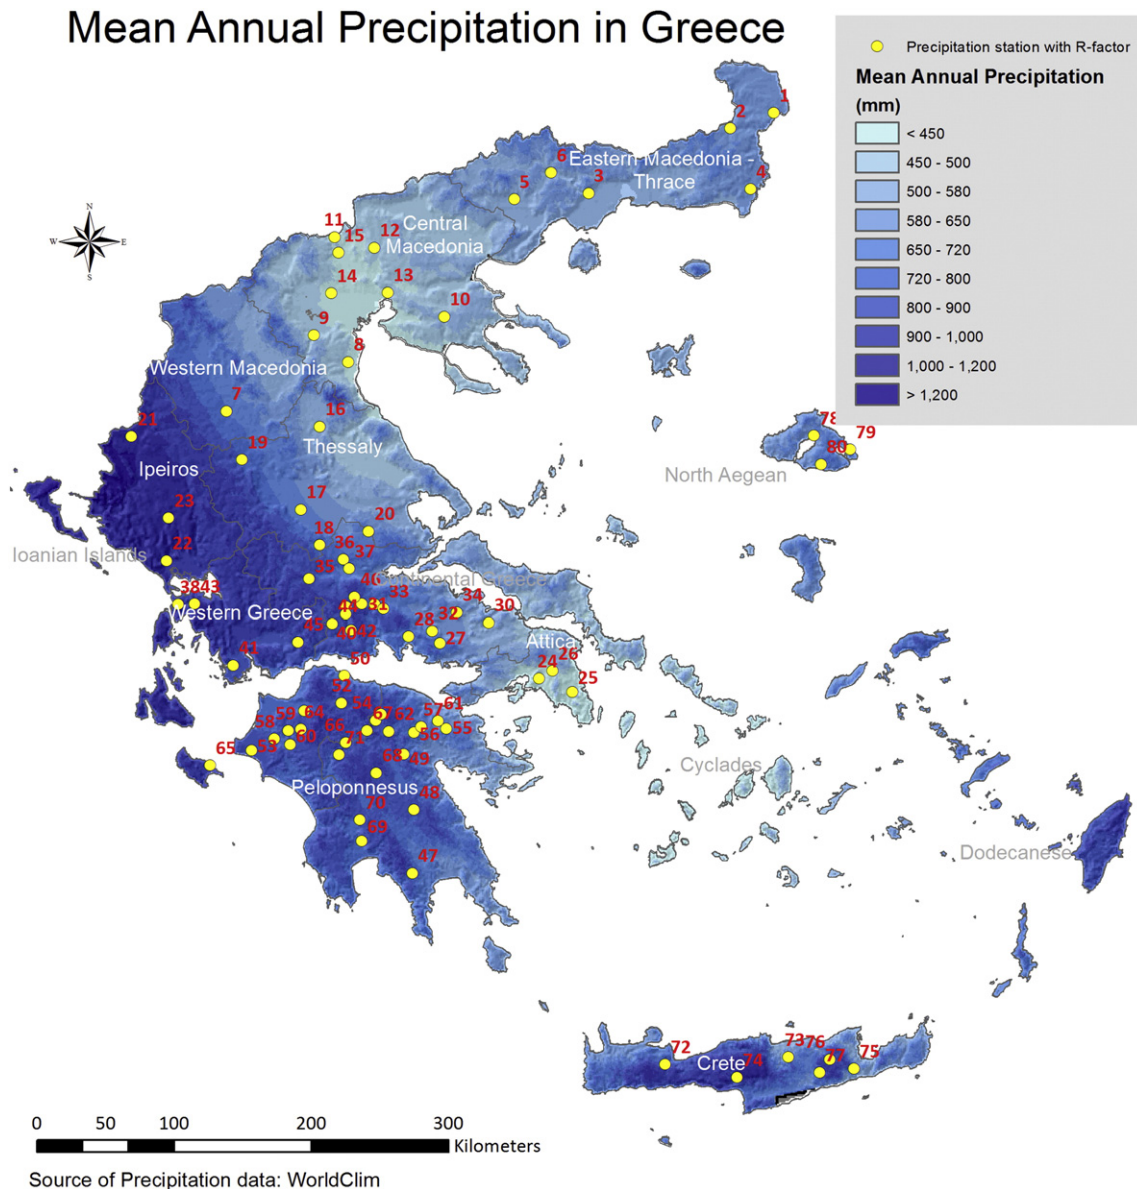 Mean Annual Precipitation in Greece
Precipitation station with R-factor
Mean Annual Precipitation
(mm)
< 450
450 - 500
500 - 580
580 - 650
650 - 720
720 - 800
800 - 900
900 - 1,000
1,000 - 1,200
> 1,200
N
W E
S
1
2
6
Eastern Macedonia -
Thrace
3
4
5
11
12
Central
Macedonia
15
14
13
10
9
8
Western Macedonia
7
16
Thessaly
21
19
Ipeiros
78
79
80
North Aegean
23
17
18
20
22
Ioanian Islands
36
37
35
Continental Greece
46
33
34
38 43
Western Greece
44
31
30
45
40
42
28
32
27
Attica
41
50
24
26
25
52
54
57
61
58
59
64
66
67
62
56
55
65
53
60
71
68
49
Cyclades
Peloponnesus
48
70
69
Dodecanese
47
72
Crete
74
73
76
77
75
0 50 100 200 300
Kilometers
Source of Precipitation data: WorldClim